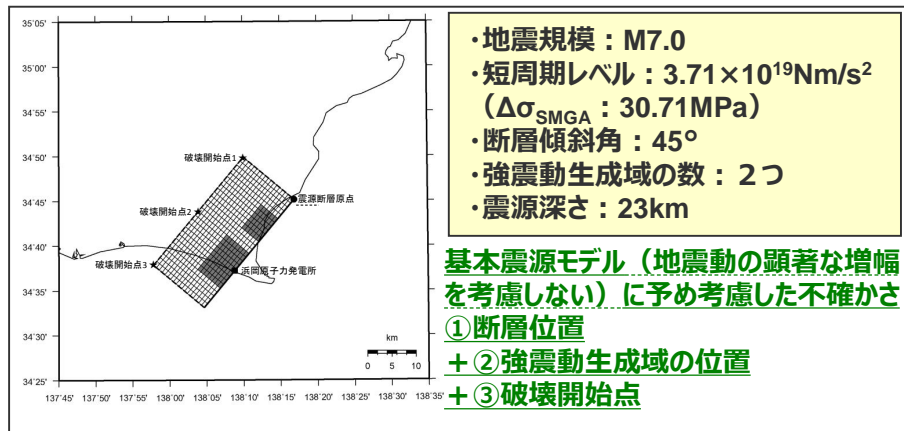 35°05'
35°00'
34°55'
34°50'
34°45'
34°40'
34°35'
34°30'
34°25'
137°45' 137°50' 137°55' 138°00' 138°05' 138°10' 138°15' 138°20' 138°25' 138°30' 138°35'
破壊開始点1
震源断層原点
破壊開始点2
破壊開始点3
浜岡原子力発電所
km
0 5 10
・地震規模：M7.0
・短周期レベル：3.71×10¹⁹Nm/s²
（Δσ_SMGA：30.71MPa）
・断層傾斜角：45°
・強震動生成域の数：２つ
・震源深さ：23km
基本震源モデル（地震動の顕著な増幅
を考慮しない）に予め考慮した不確かさ
①断層位置
＋②強震動生成域の位置
＋③破壊開始点